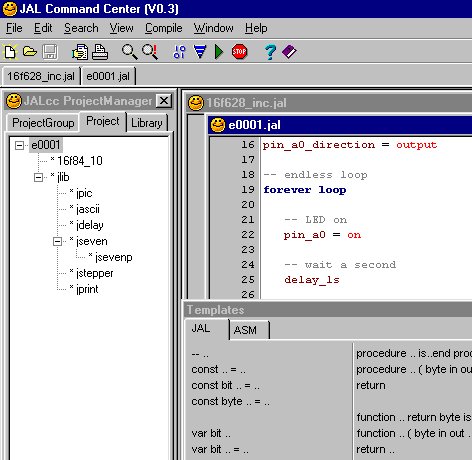 JAL Command Center (V0.3)
File Edit Search View Compile Window Help
16f628_inc.jal e0001.jal
JALcc ProjectManager
ProjectGroup Project Library
e0001
* 16f84_10
* jlib
* jpic
* jascii
* jdelay
* jseven
* jsevenp
* jstepper
* jprint
16f628_inc.jal
e0001.jal
16 pin_a0_direction = output
17
18 -- endless loop
19 forever loop
20
21 -- LED on
22 pin_a0 = on
23
24 -- wait a second
25 delay_1s
26
Templates
JAL ASM
-- .. procedure .. is..end proc
const .. = .. procedure .. ( byte in out
const bit .. = .. return
const byte .. = ..
function .. return byte is
var bit .. function .. ( byte in out .
var bit .. = .. return ..